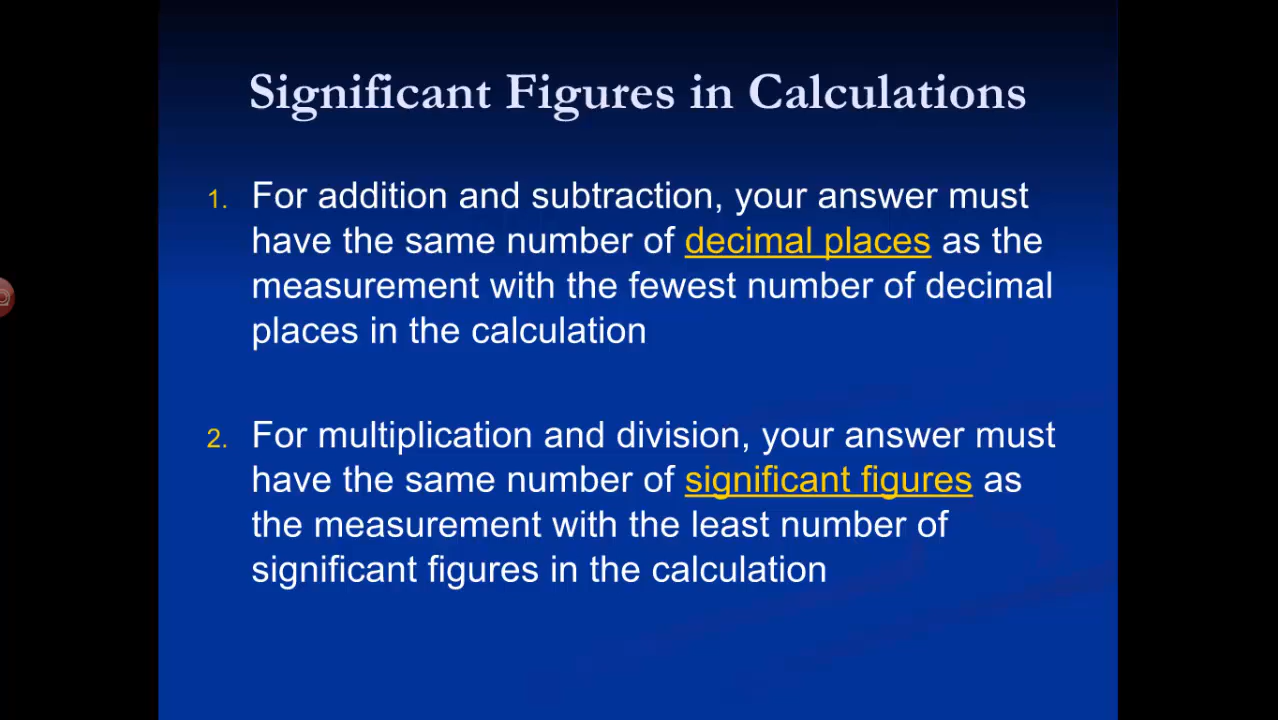 Significant Figures in Calculations
1. For addition and subtraction, your answer must
have the same number of decimal places as the
measurement with the fewest number of decimal
places in the calculation
2. For multiplication and division, your answer must
have the same number of significant figures as
the measurement with the least number of
significant figures in the calculation